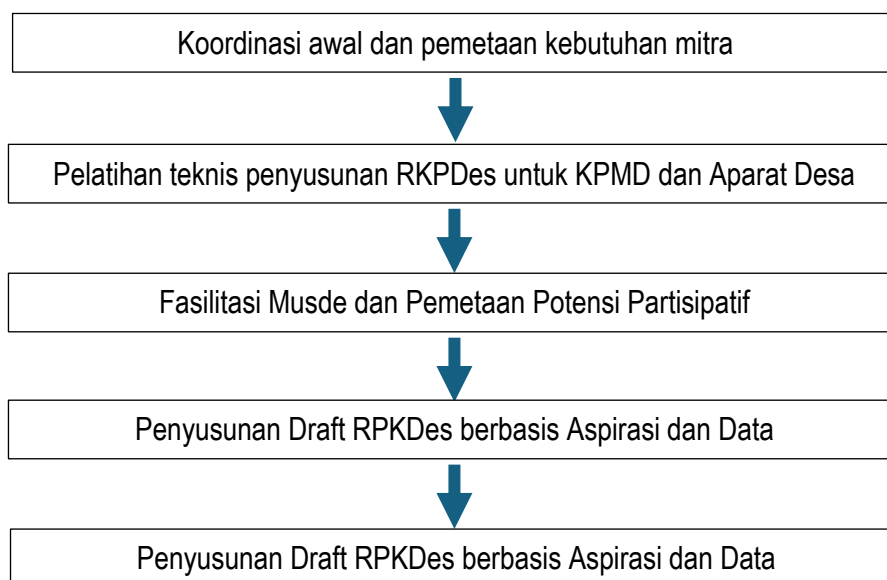 Koordinasi awal dan pemetaan kebutuhan mitra
Pelatihan teknis penyusunan RKPDes untuk KPMD dan Aparat Desa
Fasilitasi Musde dan Pemetaan Potensi Partisipatif
Penyusunan Draft RPKDes berbasis Aspirasi dan Data
Penyusunan Draft RPKDes berbasis Aspirasi dan Data